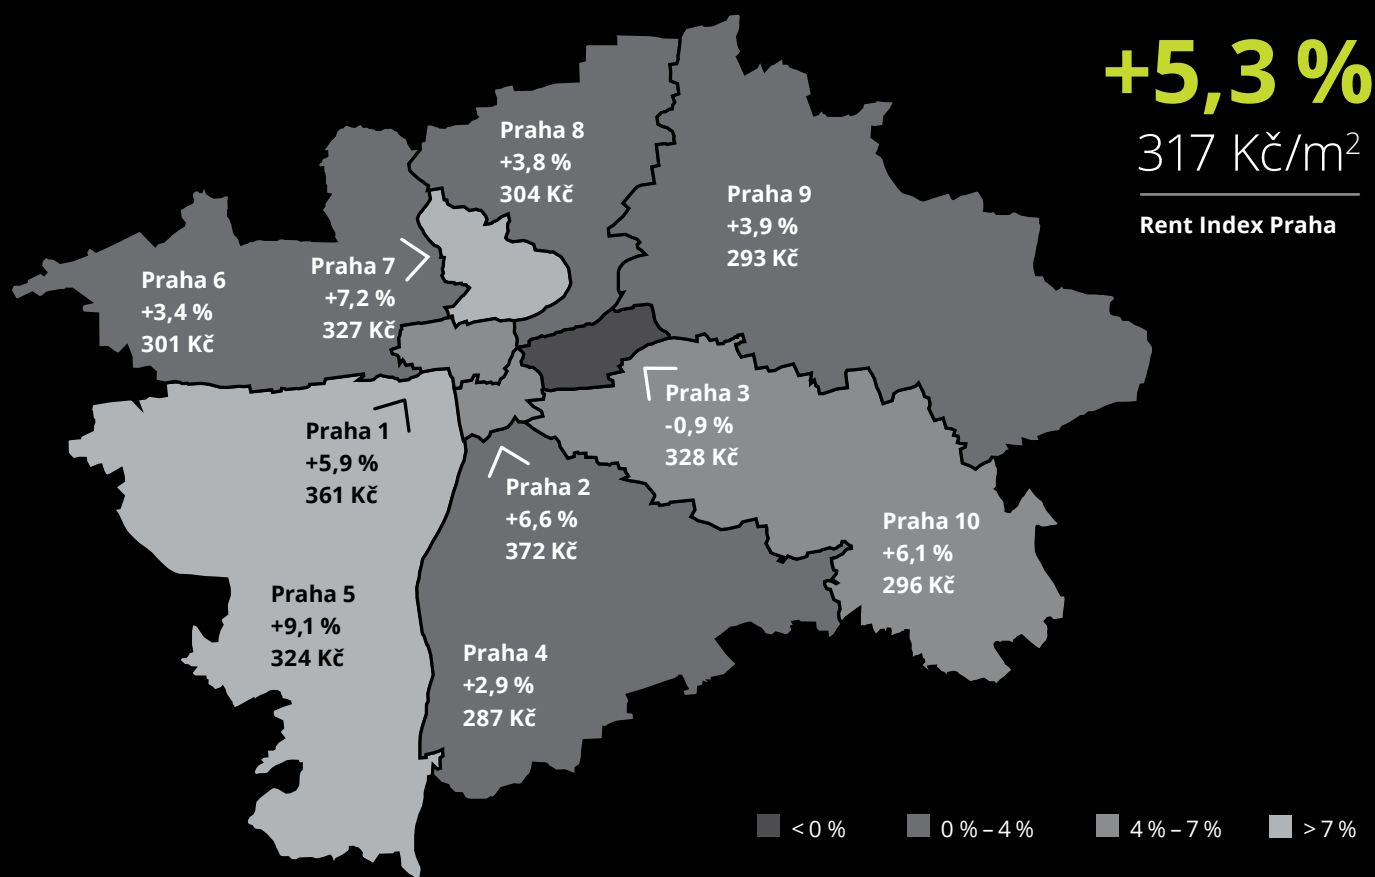 +5,3 %
317 Kč/m²
Rent Index Praha
Praha 8
+3,8 %
304 Kč
Praha 9
+3,9 %
293 Kč
Praha 7
+7,2 %
327 Kč
Praha 6
+3,4 %
301 Kč
Praha 3
-0,9 %
328 Kč
Praha 1
+5,9 %
361 Kč
Praha 2
+6,6 %
372 Kč
Praha 10
+6,1 %
296 Kč
Praha 5
+9,1 %
324 Kč
Praha 4
+2,9 %
287 Kč
< 0 %
0 % – 4 %
4 % – 7 %
> 7 %